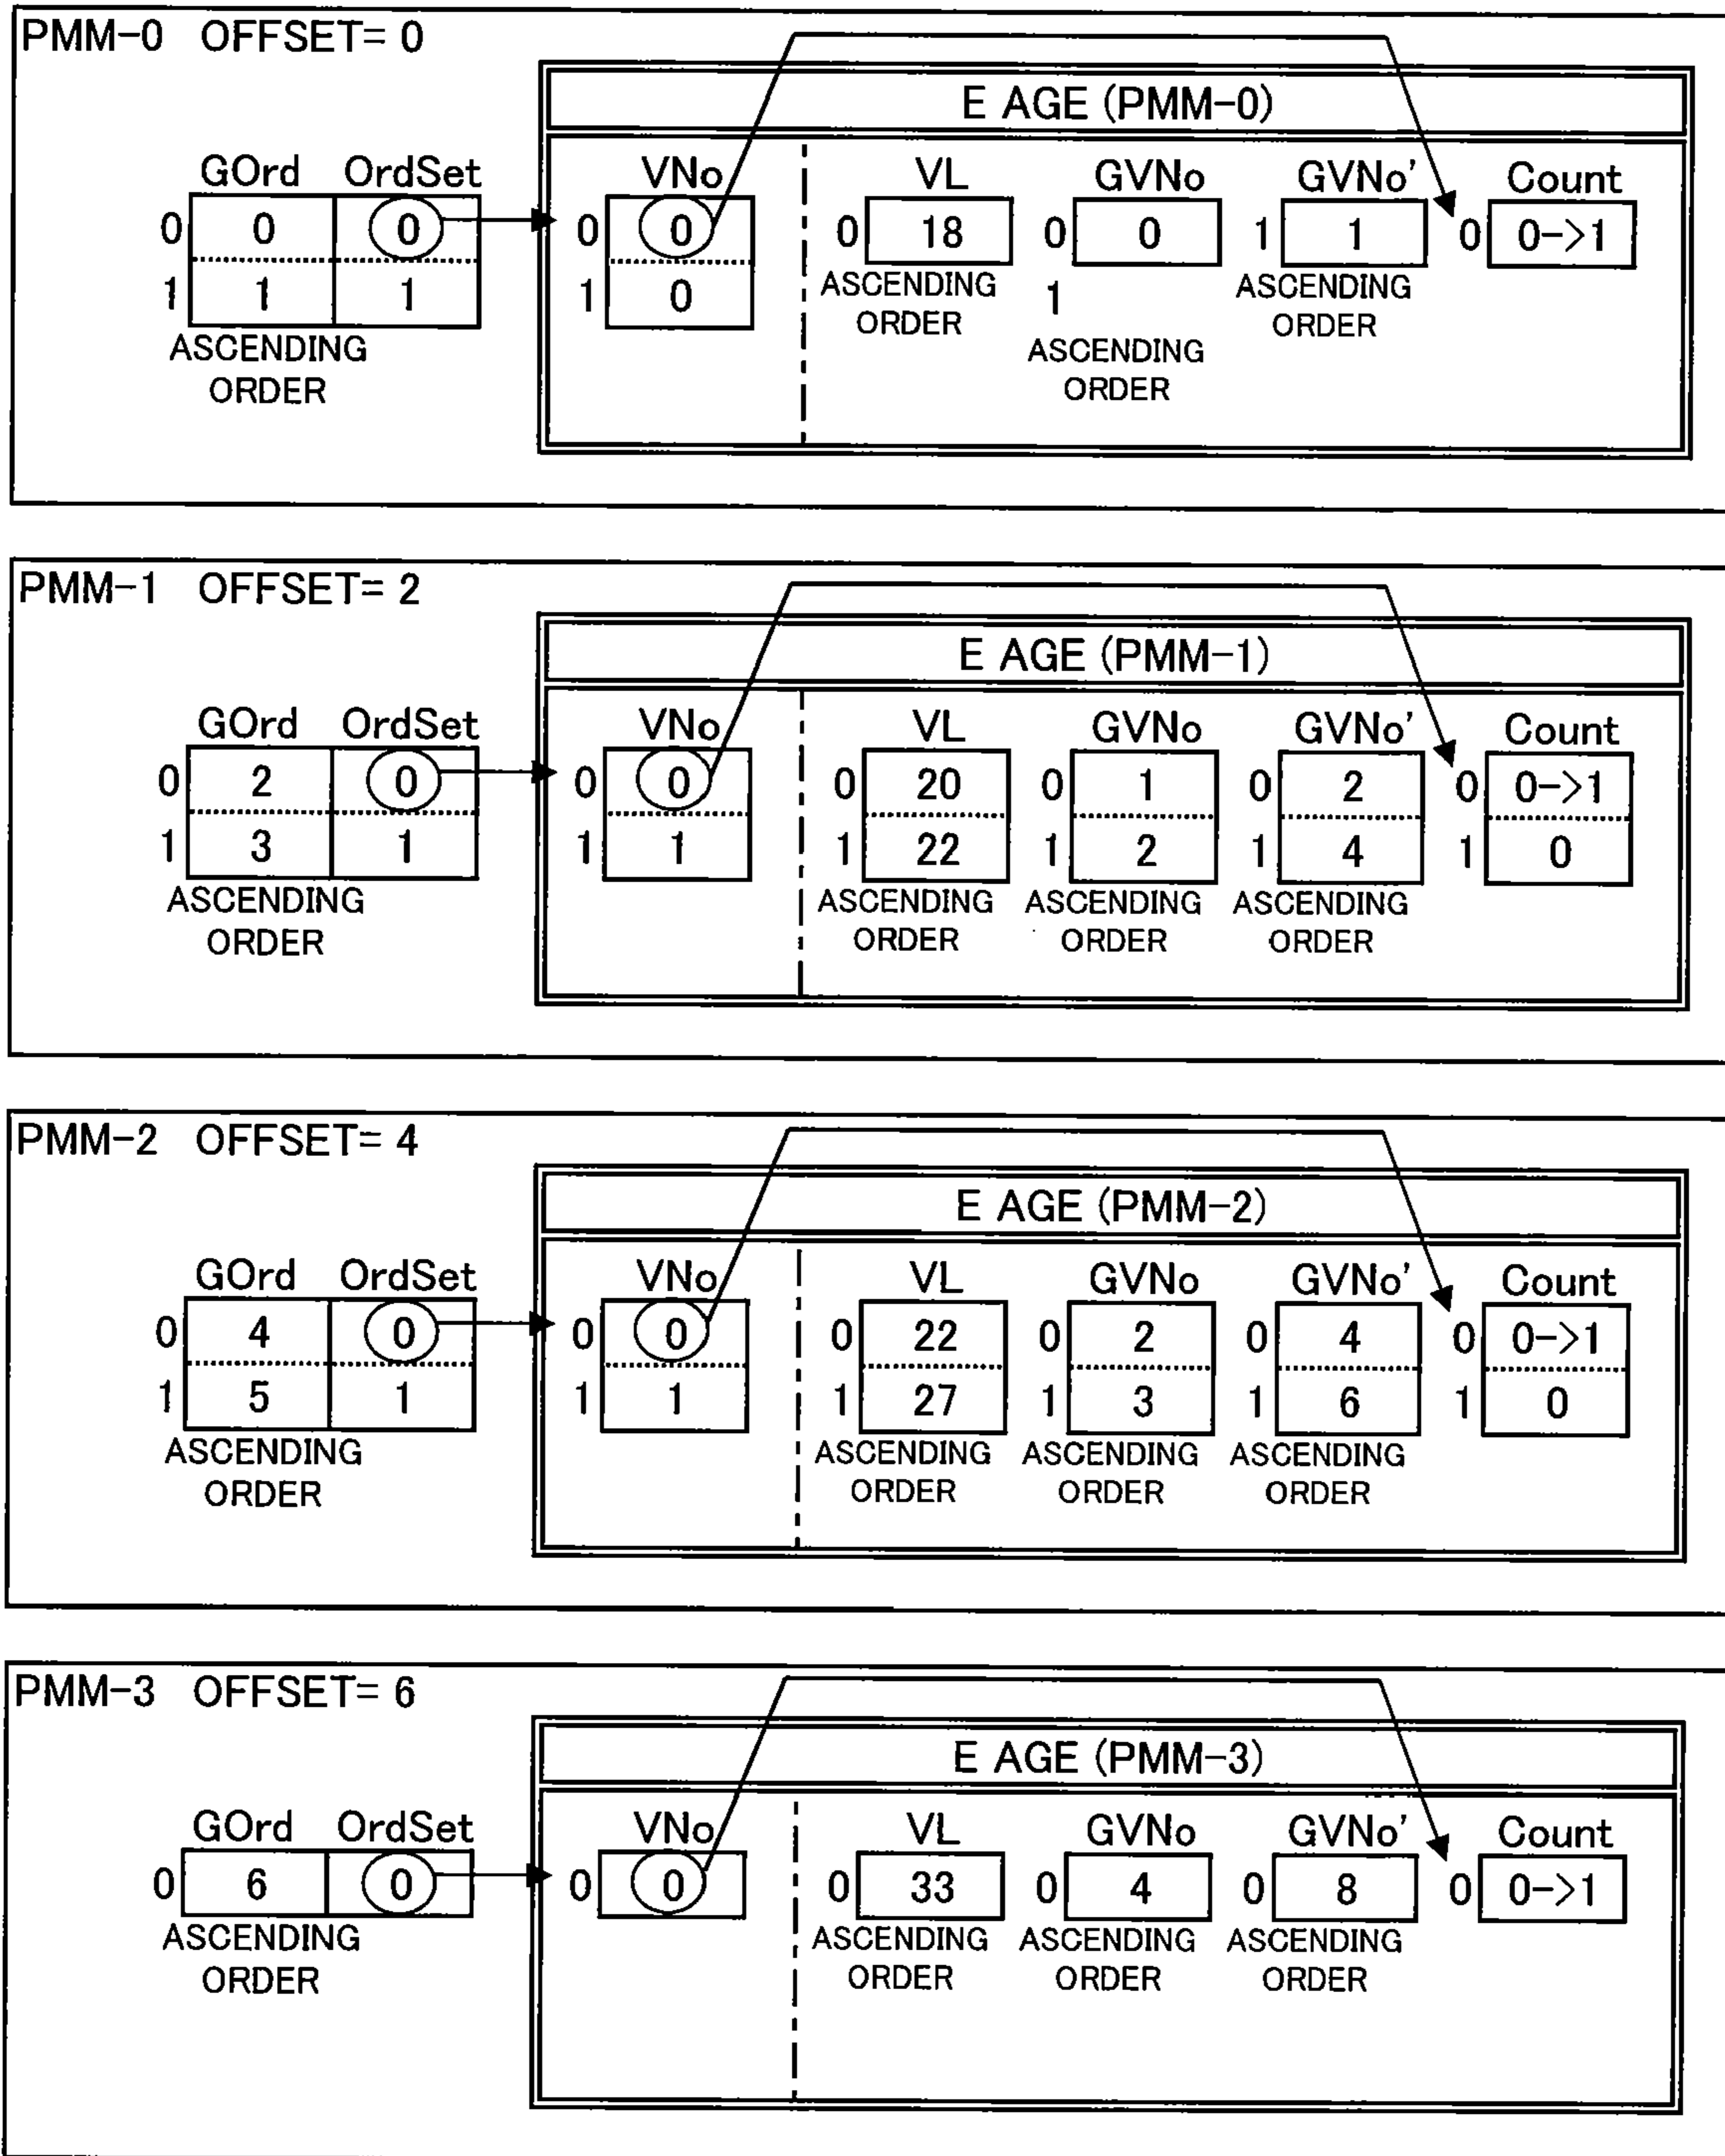 PMM-0 OFFSET= 0
E AGE (PMM-0)
GOrd OrdSet VNo VL GVNo GVNo' Count
0 0 0 0 0 0 18 0 0 1 1 0 0->1
1 1 1 1 0 ASCENDING ORDER 1 ASCENDING ORDER
ASCENDING ORDER ASCENDING ORDER
PMM-1 OFFSET= 2
E AGE (PMM-1)
GOrd OrdSet VNo VL GVNo GVNo' Count
0 2 0 0 0 0 20 0 1 0 2 0 0->1
1 3 1 1 1 1 22 1 2 1 4 1 0
ASCENDING ASCENDING ASCENDING ASCENDING
ORDER ORDER ORDER ORDER
PMM-2 OFFSET= 4
E AGE (PMM-2)
GOrd OrdSet VNo VL GVNo GVNo' Count
0 4 0 0 0 0 22 0 2 0 4 0 0->1
1 5 1 1 1 1 27 1 3 1 6 1 0
ASCENDING ASCENDING ASCENDING ASCENDING
ORDER ORDER ORDER ORDER
PMM-3 OFFSET= 6
E AGE (PMM-3)
GOrd OrdSet VNo VL GVNo GVNo' Count
0 6 0 0 0 0 33 0 4 0 8 0 0->1
ASCENDING ASCENDING ASCENDING ASCENDING
ORDER ORDER ORDER ORDER